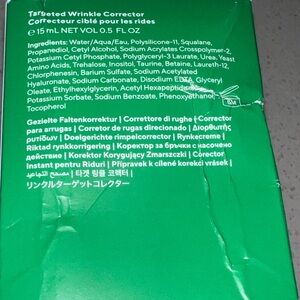 Targeted Wrinkle Corrector
Correcteur ciblé pour les rides
℮ 15 mL NET VOL 0.5 FL OZ
Ingredients: Water/Aqua/Eau, Polysilicone-11, Squalane,
Propanediol, Cetyl Alcohol, Sodium Acrylates Crosspolymer-2,
Potassium Cetyl Phosphate, Polyglyceryl-3 Laurate, Urea, Yeast
Amino Acids, Trehalose, Inositol, Taurine, Betaine, Laureth-12,
Chlorphenesin, Barium Sulfate, Sodium Acetylated
Hyaluronate, Sodium Carbonate, Disodium EDTA, Glyceryl
Oleate, Ethylhexylglycerin, Acetyl Hexapeptide-8,
Potassium Sorbate, Sodium Benzoate, Phenoxyethanol,
Tocopherol
Gezielte Faltenkorrektur | Correttore di rughe | Corrector
para arrugas | Corretor de rugas direcionado | Διορθωτής
ρυτίδων | Doelgerichte rimpelcorrector | Rynkecreme |
Riktad rynkkorrigering | Коректор за бръчки с насочено
действие | Korektor Korygujący Zmarszczki | Corector
Instant pentru Riduri | Přípravek k cílené korekci vrásek |
타겟 링클 코렉터 |
リンクルターゲットコレクター